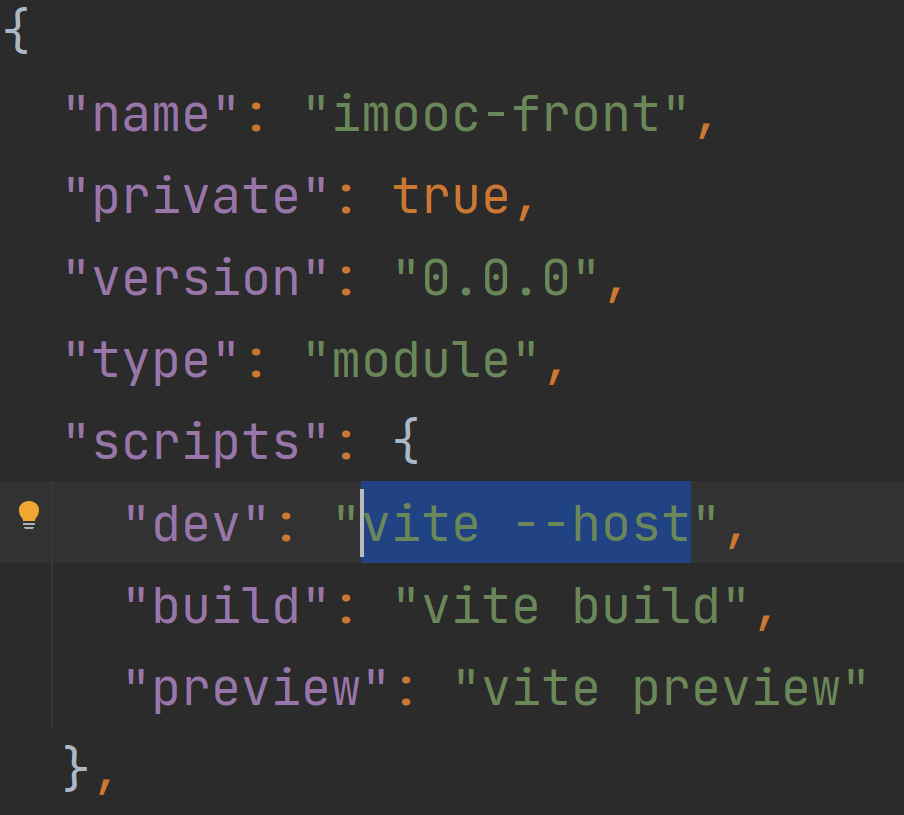 {
"name": "imooc-front",
"private": true,
"version": "0.0.0",
"type": "module",
"scripts": {
"dev": "vite --host",
"build": "vite build",
"preview": "vite preview"
},